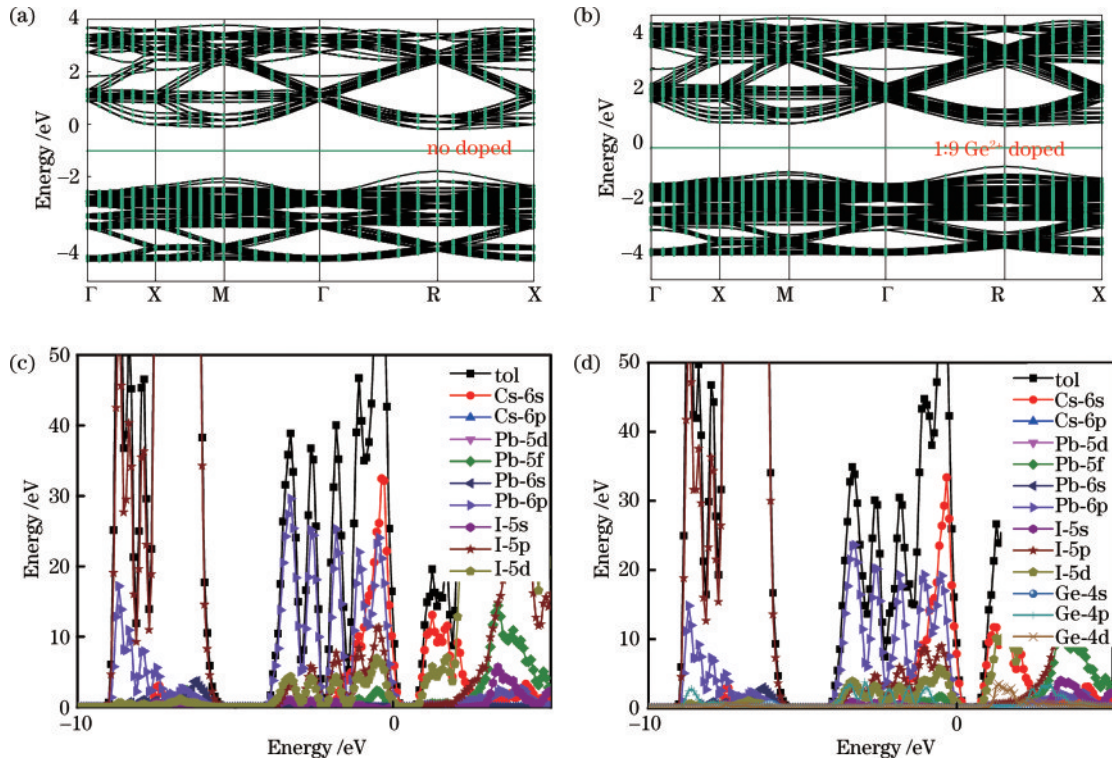 (a)
4
2
0
−2
−4
Energy /eV
no doped
Γ X M Γ R X
(b)
4
2
0
−2
−4
Energy /eV
1:9 Ge²⁺ doped
Γ X M Γ R X
(c)
50
40
30
20
10
0
Energy /eV
tol
Cs-6s
Cs-6p
Pb-5d
Pb-5f
Pb-6s
Pb-6p
I-5s
I-5p
I-5d
−10 0
Energy /eV
(d)
50
40
30
20
10
0
Energy /eV
tol
Cs-6s
Cs-6p
Pb-5d
Pb-5f
Pb-6s
Pb-6p
I-5s
I-5p
I-5d
Ge-4s
Ge-4p
Ge-4d
−10 0
Energy /eV